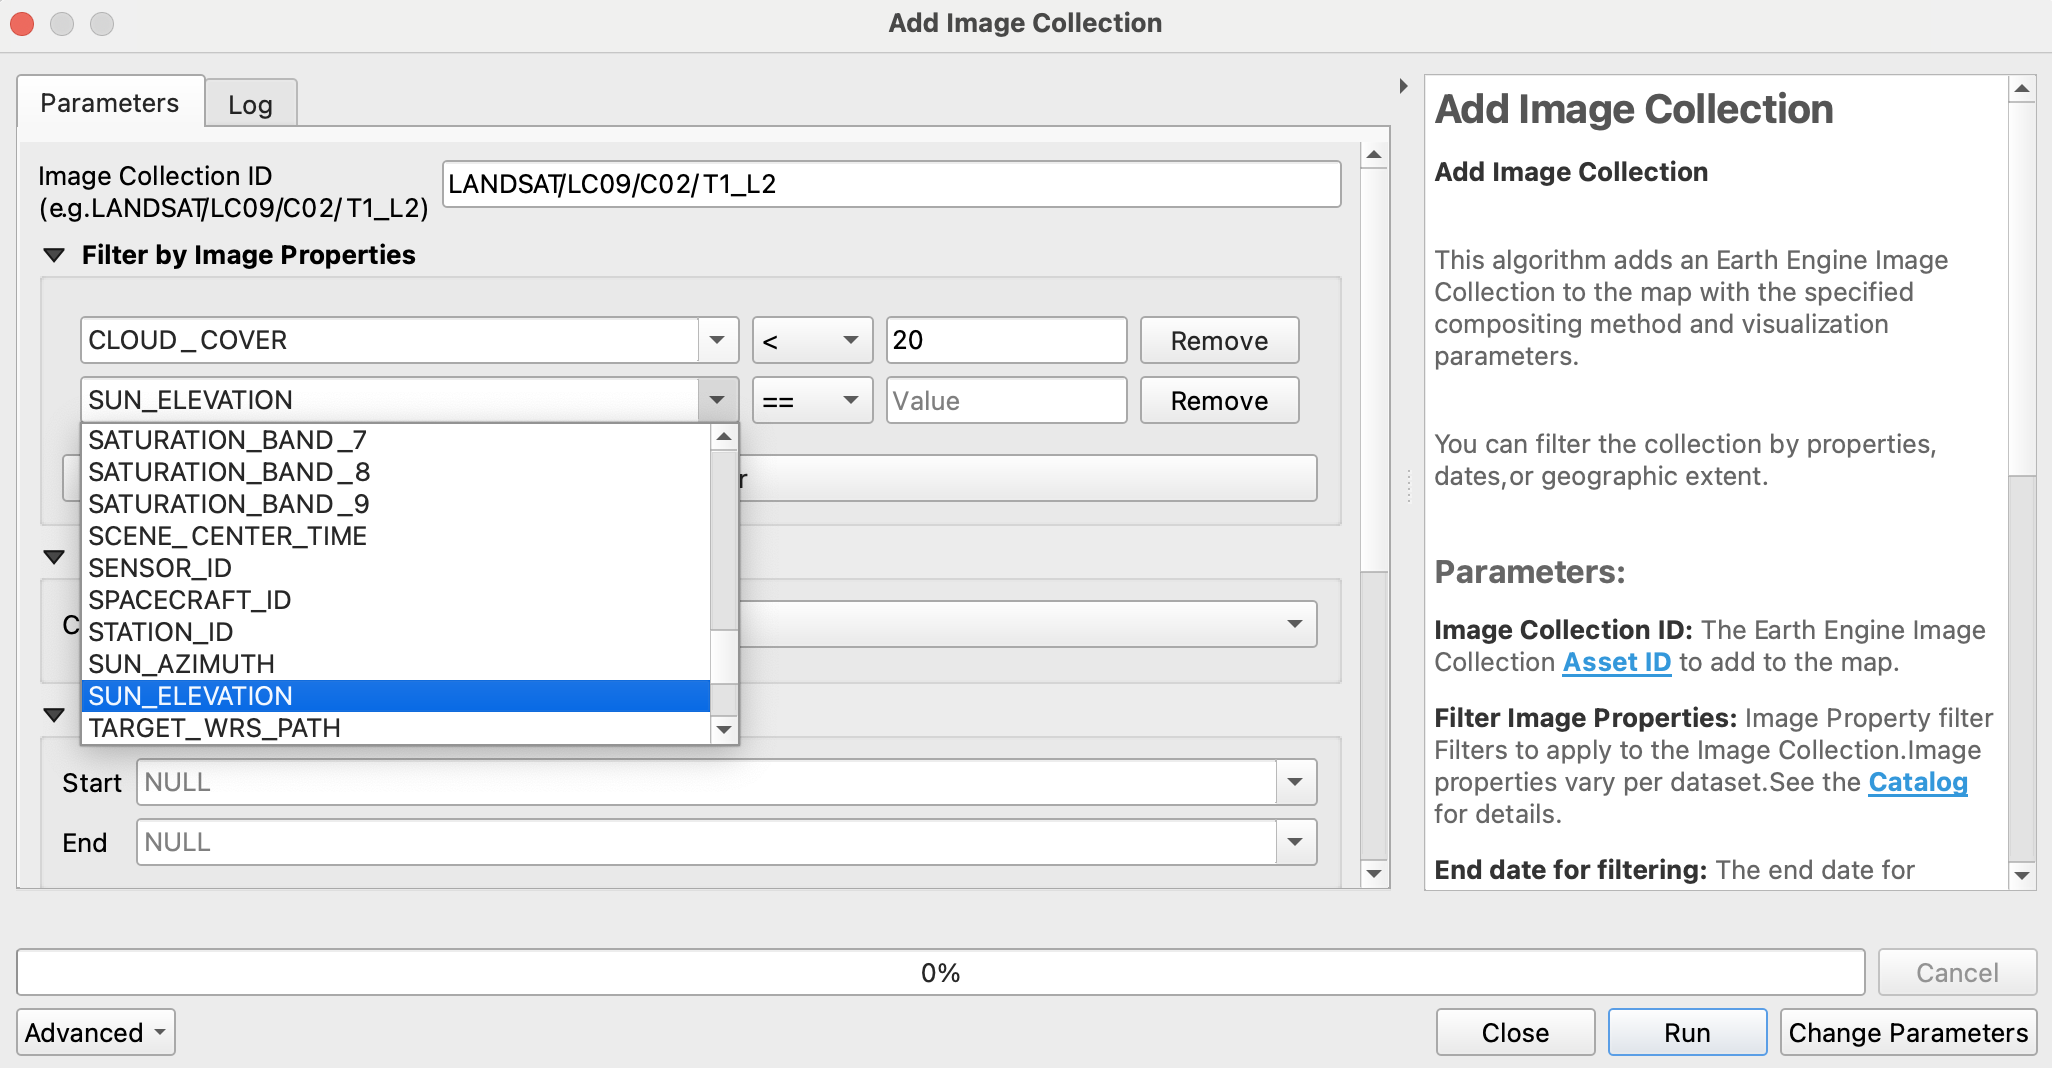 Add Image Collection
Parameters
Log
Image Collection ID
(e.g.LANDSAT/LC09/C02/T1_L2)
LANDSAT/LC09/C02/T1_L2
Filter by Image Properties
CLOUD_COVER
<
20
Remove
SUN_ELEVATION
==
Value
Remove
SATURATION_BAND_7
SATURATION_BAND_8
SATURATION_BAND_9
SCENE_CENTER_TIME
SENSOR_ID
SPACECRAFT_ID
STATION_ID
SUN_AZIMUTH
SUN_ELEVATION
TARGET_WRS_PATH
Start
NULL
End
NULL
Add Image Collection
Add Image Collection
This algorithm adds an Earth Engine Image
Collection to the map with the specified
compositing method and visualization
parameters.
You can filter the collection by properties,
dates,or geographic extent.
Parameters:
Image Collection ID: The Earth Engine Image
Collection Asset ID to add to the map.
Filter Image Properties: Image Property filter
Filters to apply to the Image Collection.Image
properties vary per dataset.See the Catalog
for details.
End date for filtering: The end date for
0%
Cancel
Advanced
Close
Run
Change Parameters